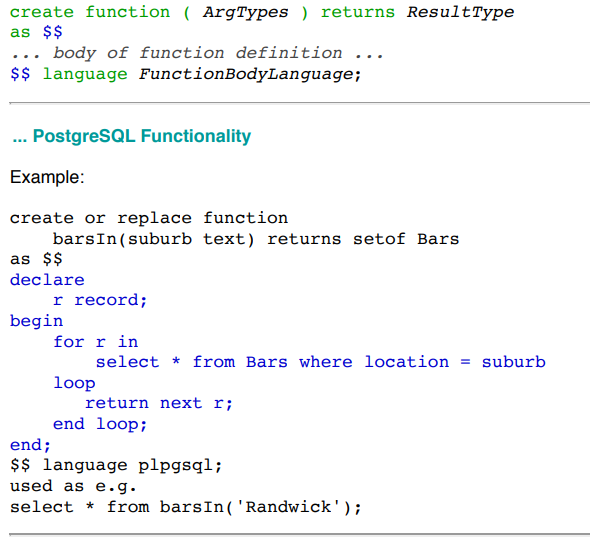 create function ( ArgTypes ) returns ResultType
as $$
... body of function definition ...
$$ language FunctionBodyLanguage;
... PostgreSQL Functionality
Example:
create or replace function
    barsIn(suburb text) returns setof Bars
as $$
declare
    r record;
begin
    for r in
        select * from Bars where location = suburb
    loop
       return next r;
    end loop;
end;
$$ language plpgsql;
used as e.g.
select * from barsIn('Randwick');